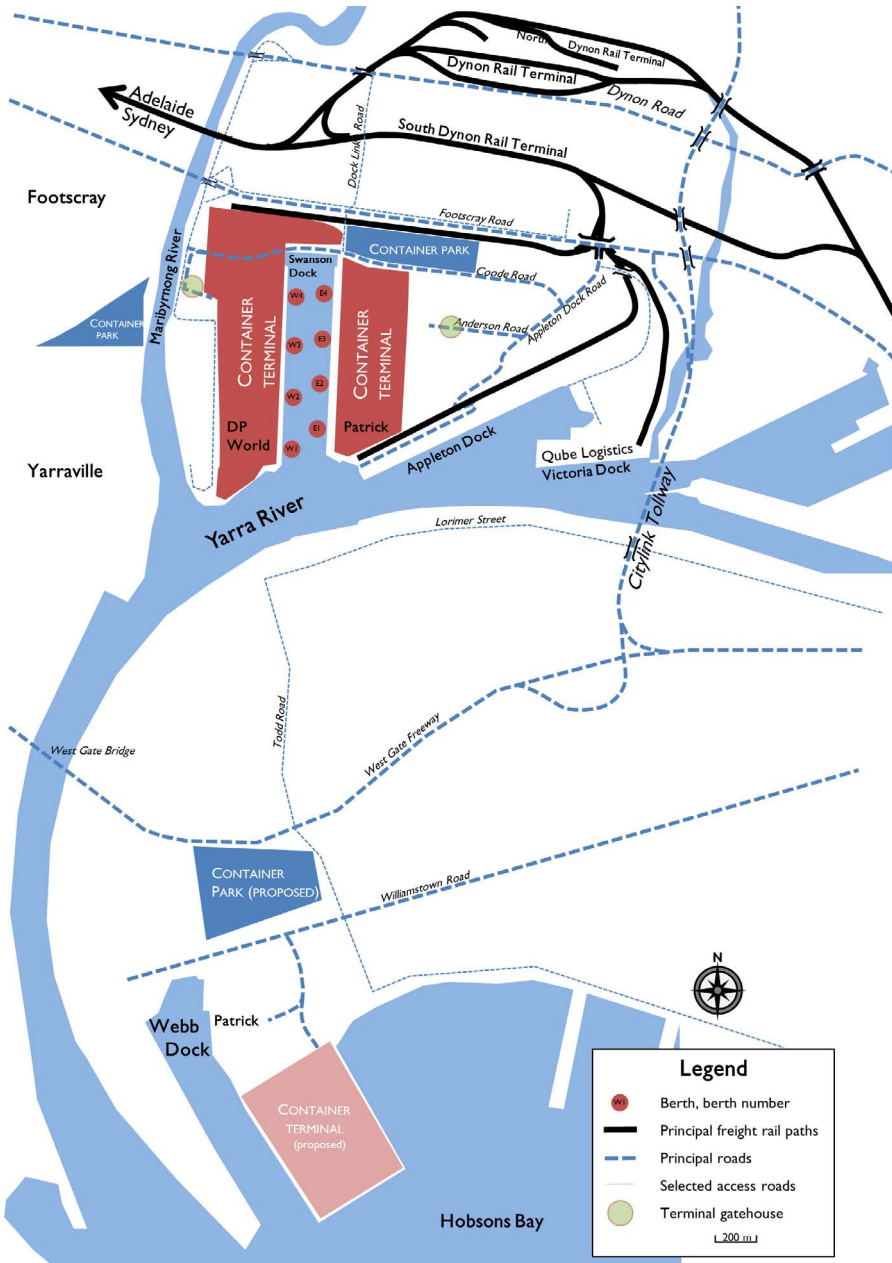 North
Dynon Rail Terminal
Dynon Rail Terminal
Dynon Road
Adelaide
Sydney
South Dynon Rail Terminal
Dock Link Road
Footscray
Footscray Road
Maribyrnong River
CONTAINER PARK
Swanson
Dock
Coode Road
W4
E4
CONTAINER
PARK
CONTAINER
TERMINAL
CONTAINER
TERMINAL
Anderson Road
Appleton Dock Road
W3
E3
W2
E2
E1
W1
DP
World
Patrick
Appleton Dock
Qube Logistics
Victoria Dock
Yarraville
Yarra River
Lorimer Street
Citylink Tollway
Todd Road
West Gate Bridge
West Gate Freeway
CONTAINER
PARK (PROPOSED)
Williamstown Road
N
Webb
Dock
Patrick
CONTAINER
TERMINAL
(proposed)
Hobsons Bay
Legend
W1
Berth, berth number
Principal freight rail paths
Principal roads
Selected access roads
Terminal gatehouse
200 m